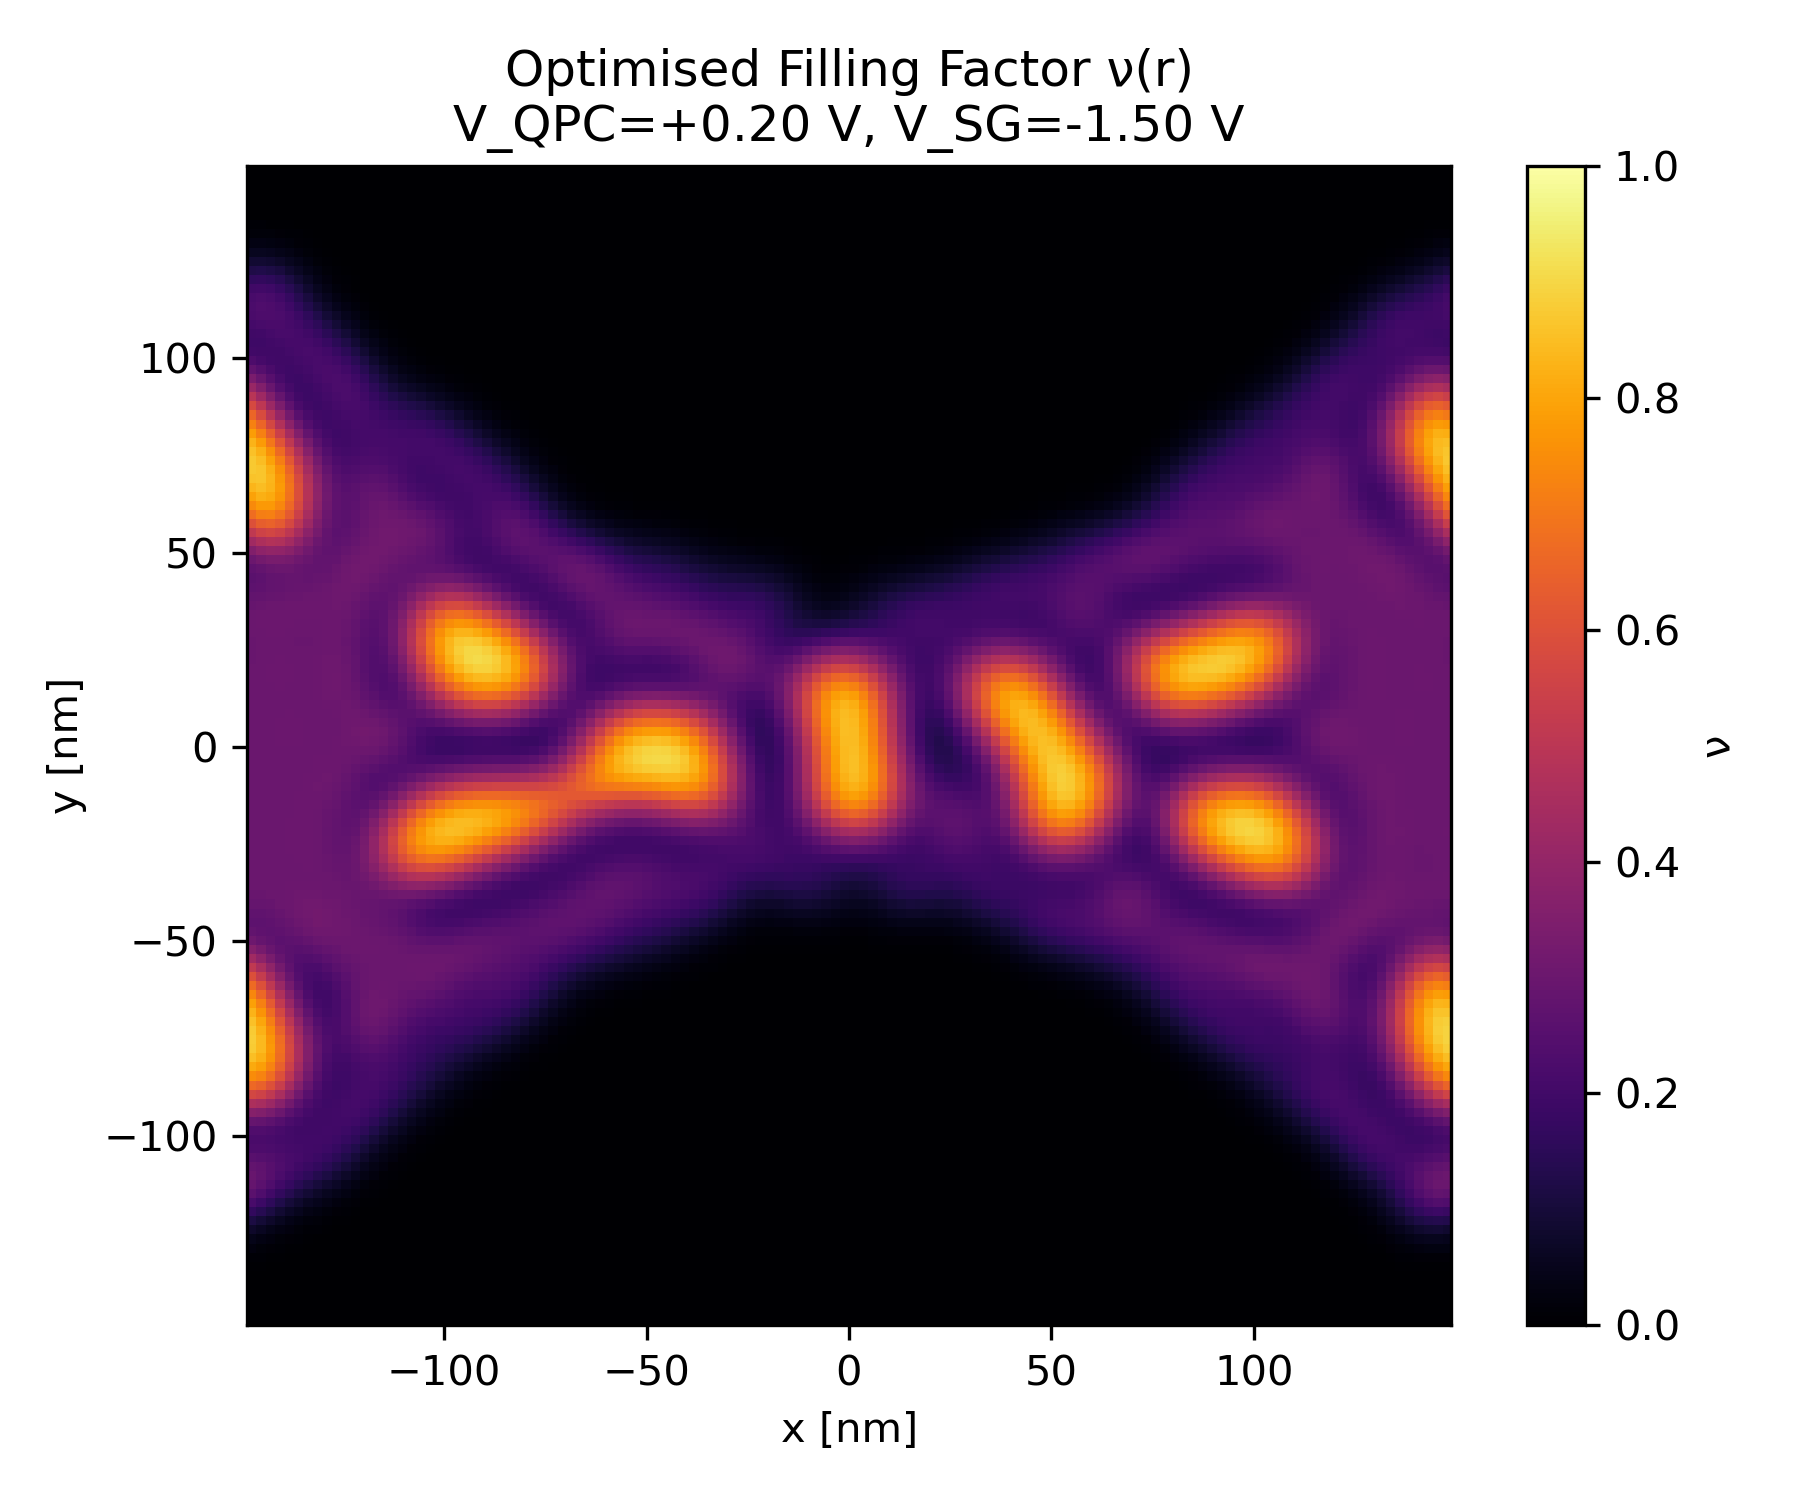 Optimised Filling Factor ν(r)
V_QPC=+0.20 V, V_SG=-1.50 V
1.0
0.8
0.6
0.4
0.2
0.0
ν
100
50
0
−50
−100
y [nm]
−100 −50 0 50 100
x [nm]